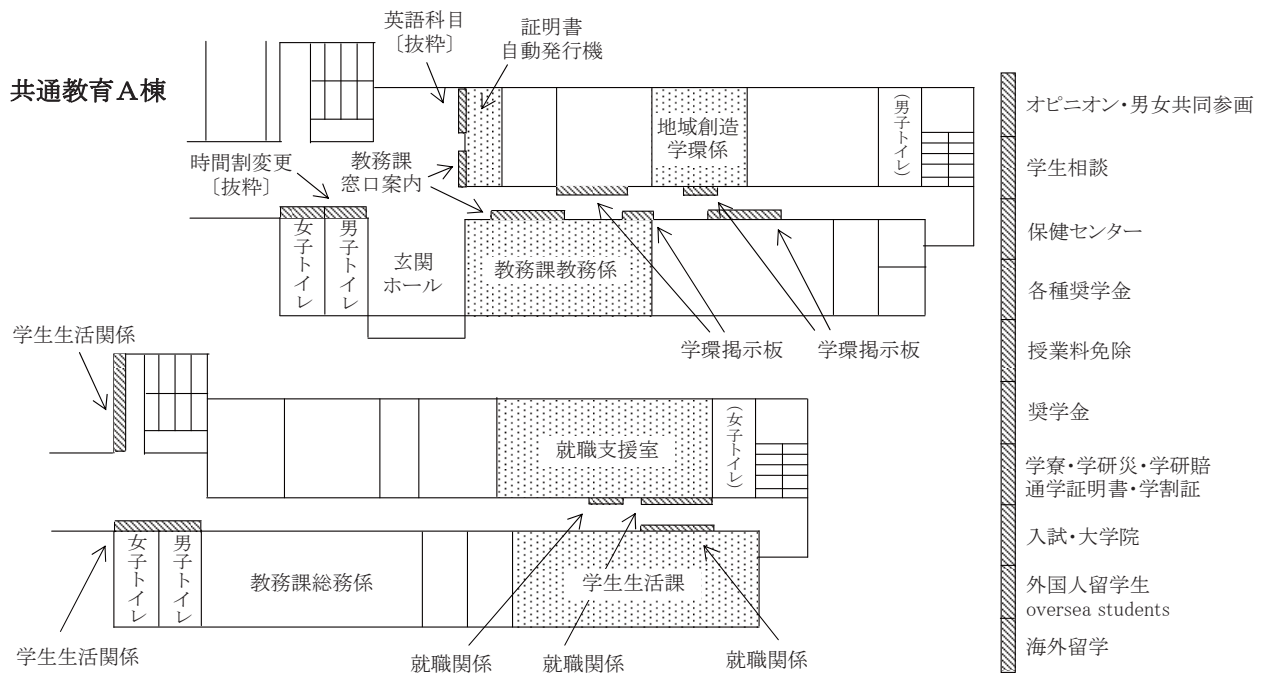 共通教育A棟
英語科目
〔抜粋〕
証明書
自動発行機
時間割変更
〔抜粋〕
教務課
窓口案内
地域創造
学環係
(男子トイレ)
女子トイレ
男子トイレ
玄関
ホール
教務課教務係
学環掲示板
学環掲示板
学生生活関係
就職支援室
(女子トイレ)
女子トイレ
男子トイレ
教務課総務係
学生生活課
学生生活関係
就職関係
就職関係
就職関係
オピニオン・男女共同参画
学生相談
保健センター
各種奨学金
授業料免除
奨学金
学寮・学研災・学研賠
通学証明書・学割証
入試・大学院
外国人留学生
oversea students
海外留学